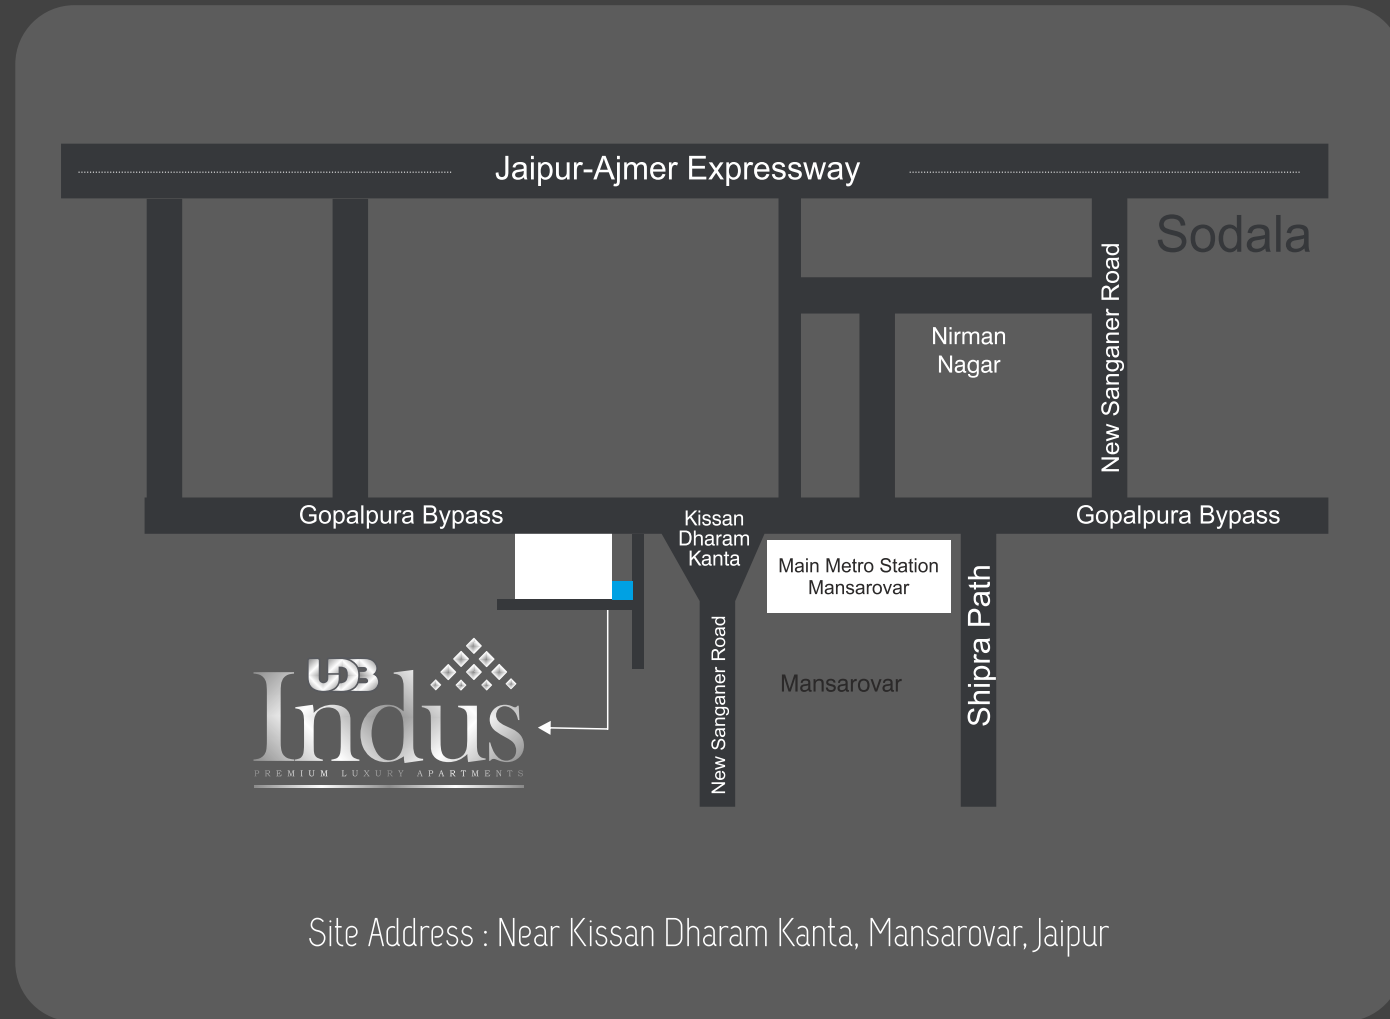 Jaipur-Ajmer Expressway
Sodala
New Sanganer Road
Nirman
Nagar
Gopalpura Bypass
Kissan
Dharam
Kanta
Gopalpura Bypass
Main Metro Station
Mansarovar
Shipra Path
New Sanganer Road
Mansarovar
UDB
Indus
PREMIUM LUXURY APARTMENTS
Site Address : Near Kissan Dharam Kanta, Mansarovar, Jaipur